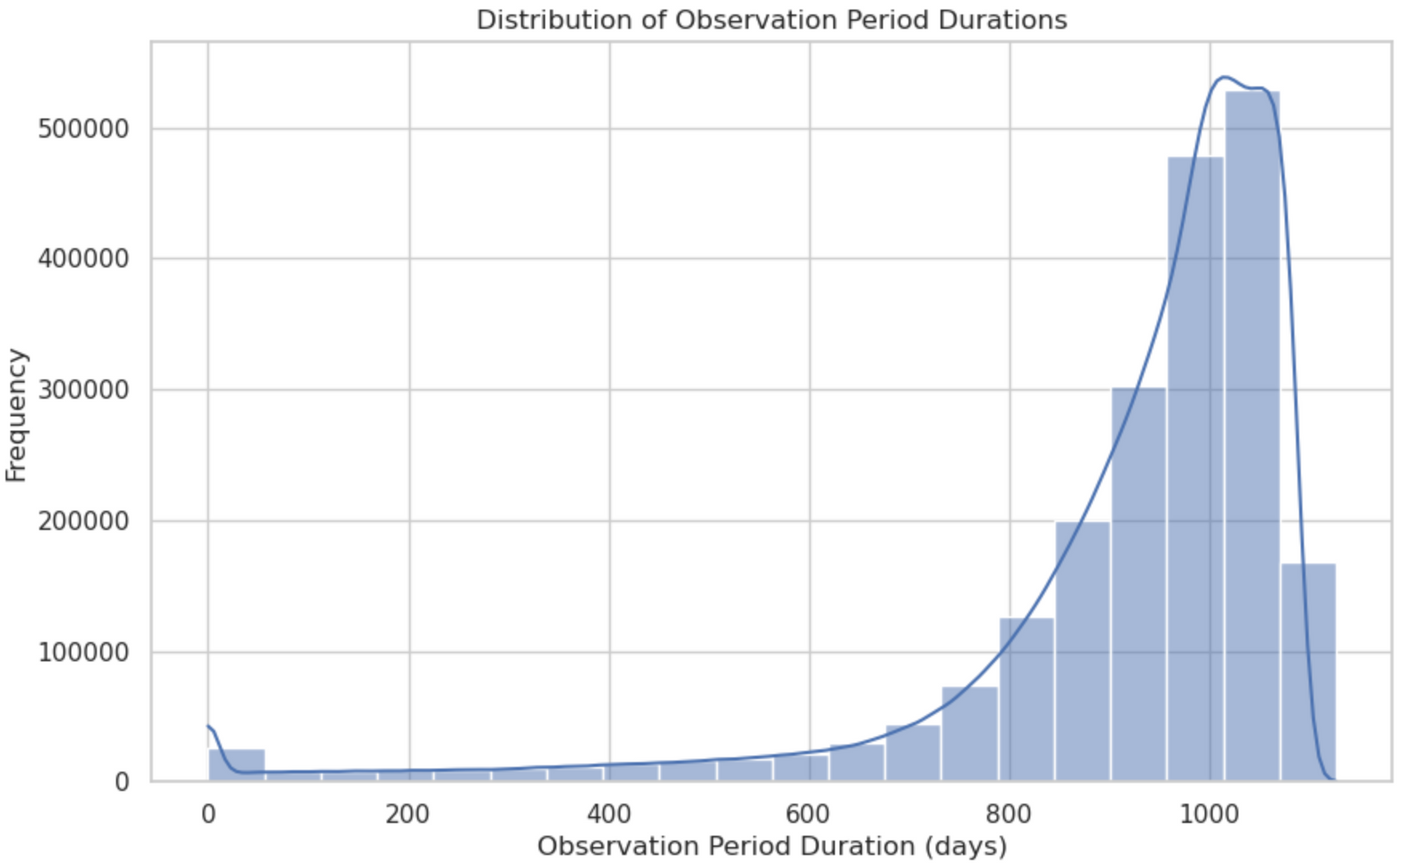 Distribution of Observation Period Durations
500000
400000
300000
200000
100000
0
Frequency
0 200 400 600 800 1000
Observation Period Duration (days)